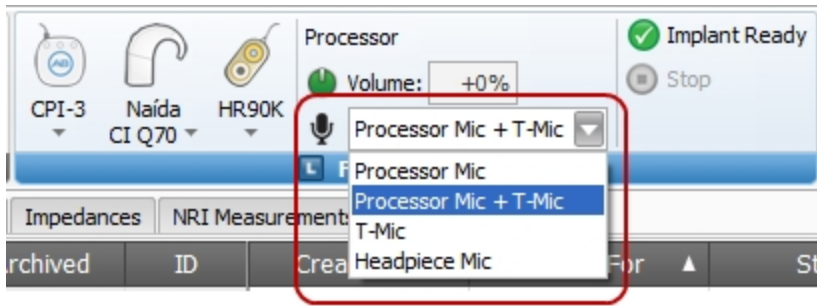 Processor
Implant Ready
Volume: +0%
Stop
AB
CPI-3
Naída
CI Q70
HR90K
Processor Mic + T-Mic
L F
Processor Mic
Processor Mic + T-Mic
T-Mic
Headpiece Mic
Impedances
NRI Measurements
rchived
ID
Crea
For
St